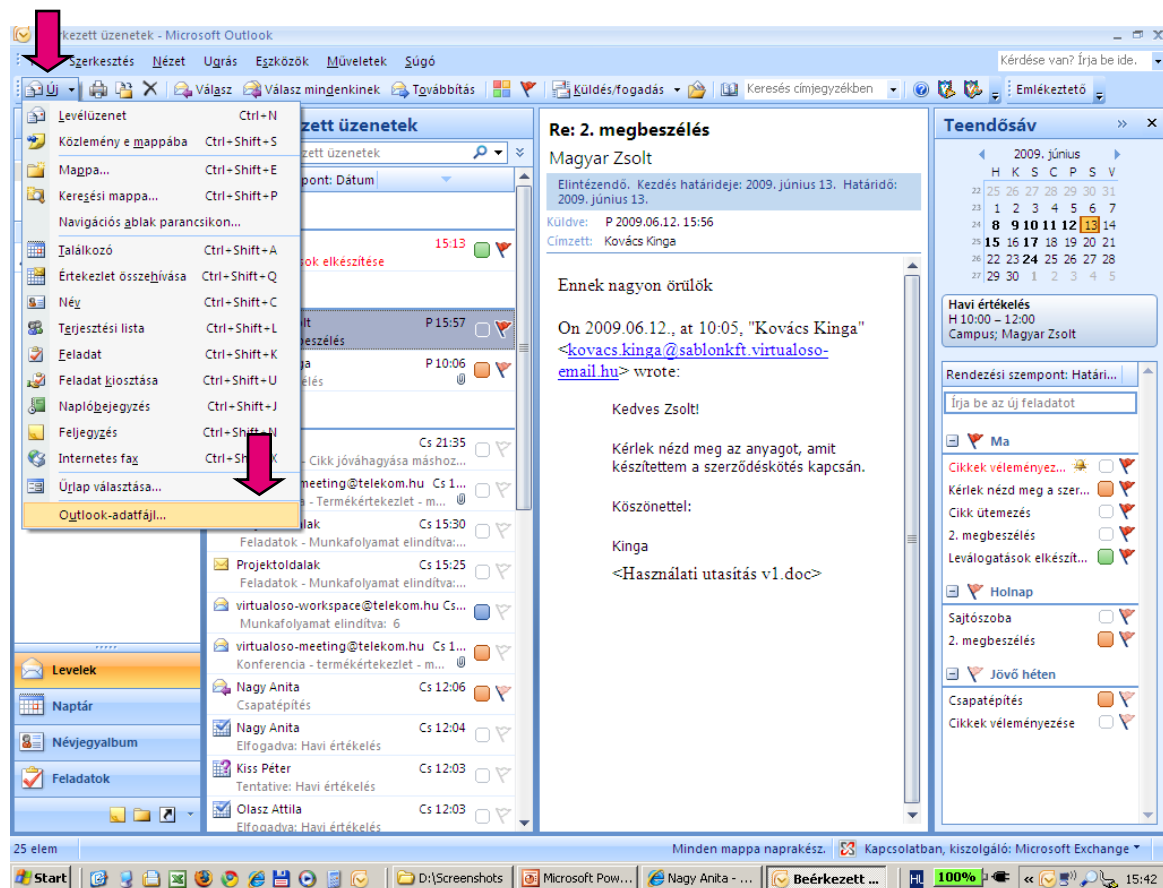 érkezett üzenetek - Microsoft Outlook
Szerkesztés Nézet Ugrás Eszközök Műveletek Súgó
Kérdése van? Írja be ide.
Új Válasz Válasz mindenkinek Továbbítás Küldés/fogadás Keresés címjegyzékben Emlékeztető
Levélüzenet Ctrl+N
Közlemény e mappába Ctrl+Shift+S
Mappa... Ctrl+Shift+E
Keresési mappa... Ctrl+Shift+P
Navigációs ablak parancsikon...
Találkozó Ctrl+Shift+A
Értekezlet összehívása Ctrl+Shift+Q
Név Ctrl+Shift+C
Terjesztési lista Ctrl+Shift+L
Feladat Ctrl+Shift+K
Feladat kiosztása Ctrl+Shift+U
Naplóbejegyzés Ctrl+Shift+J
Feljegyzés Ctrl+Shift+N
Internetes fax Ctrl+Sh X
Űrlap választása...
Outlook-adatfájl...
Levelek
Naptár
Névjegyalbum
Feladatok
zett üzenetek
zett üzenetek
pont: Dátum
15:13
sok elkészítése
olt P 15:57
beszélés
ga P 10:06
élés
Cs 21:35
- Cikk jóváhagyása máshoz...
meeting@telekom.hu Cs 1...
a - Termékértekezlet - m...
lak Cs 15:30
Feladatok - Munkafolyamat elindítva:...
Projektoldalak Cs 15:25
Feladatok - Munkafolyamat elindítva:...
virtualoso-workspace@telekom.hu Cs...
Munkafolyamat elindítva: 6
virtualoso-meeting@telekom.hu Cs 1...
Konferencia - termékértekezlet - m...
Nagy Anita Cs 12:06
Csapatépítés
Nagy Anita Cs 12:04
Elfogadva: Havi értékelés
Kiss Péter Cs 12:03
Tentative: Havi értékelés
Olasz Attila Cs 12:03
Elfogadva: Havi értékelés
Re: 2. megbeszélés
Magyar Zsolt
Elintézendő. Kezdés határideje: 2009. június 13. Határidő:
2009. június 13.
Küldve: P 2009.06.12. 15:56
Címzett: Kovács Kinga
Ennek nagyon örülök
On 2009.06.12., at 10:05, "Kovács Kinga"
<kovacs.kinga@sablonkft.virtualoso-
email.hu> wrote:
Kedves Zsolt!
Kérlek nézd meg az anyagot, amit
készítettem a szerződéskötés kapcsán.
Köszönettel:
Kinga
<Használati utasítás v1.doc>
Teendősáv » ×
2009. június
H K S C P S V
22 25 26 27 28 29 30 31
23 1 2 3 4 5 6 7
24 8 9 10 11 12 13 14
25 15 16 17 18 19 20 21
26 22 23 24 25 26 27 28
27 29 30 1 2 3 4 5
Havi értékelés
H 10:00 – 12:00
Campus; Magyar Zsolt
Rendezési szempont: Határi...
Írja be az új feladatot
Ma
Cikkek véleményez...
Kérlek nézd meg a szer...
Cikk ütemezés
2. megbeszélés
Leválogatások elkészít...
Holnap
Sajtószoba
2. megbeszélés
Jövő héten
Csapatépítés
Cikkek véleményezése
25 elem Minden mappa naprakész. Kapcsolatban, kiszolgáló: Microsoft Exchange
Start D:\Screenshots Microsoft Pow... Nagy Anita - ... Beérkezett ... HU 100% « 15:42